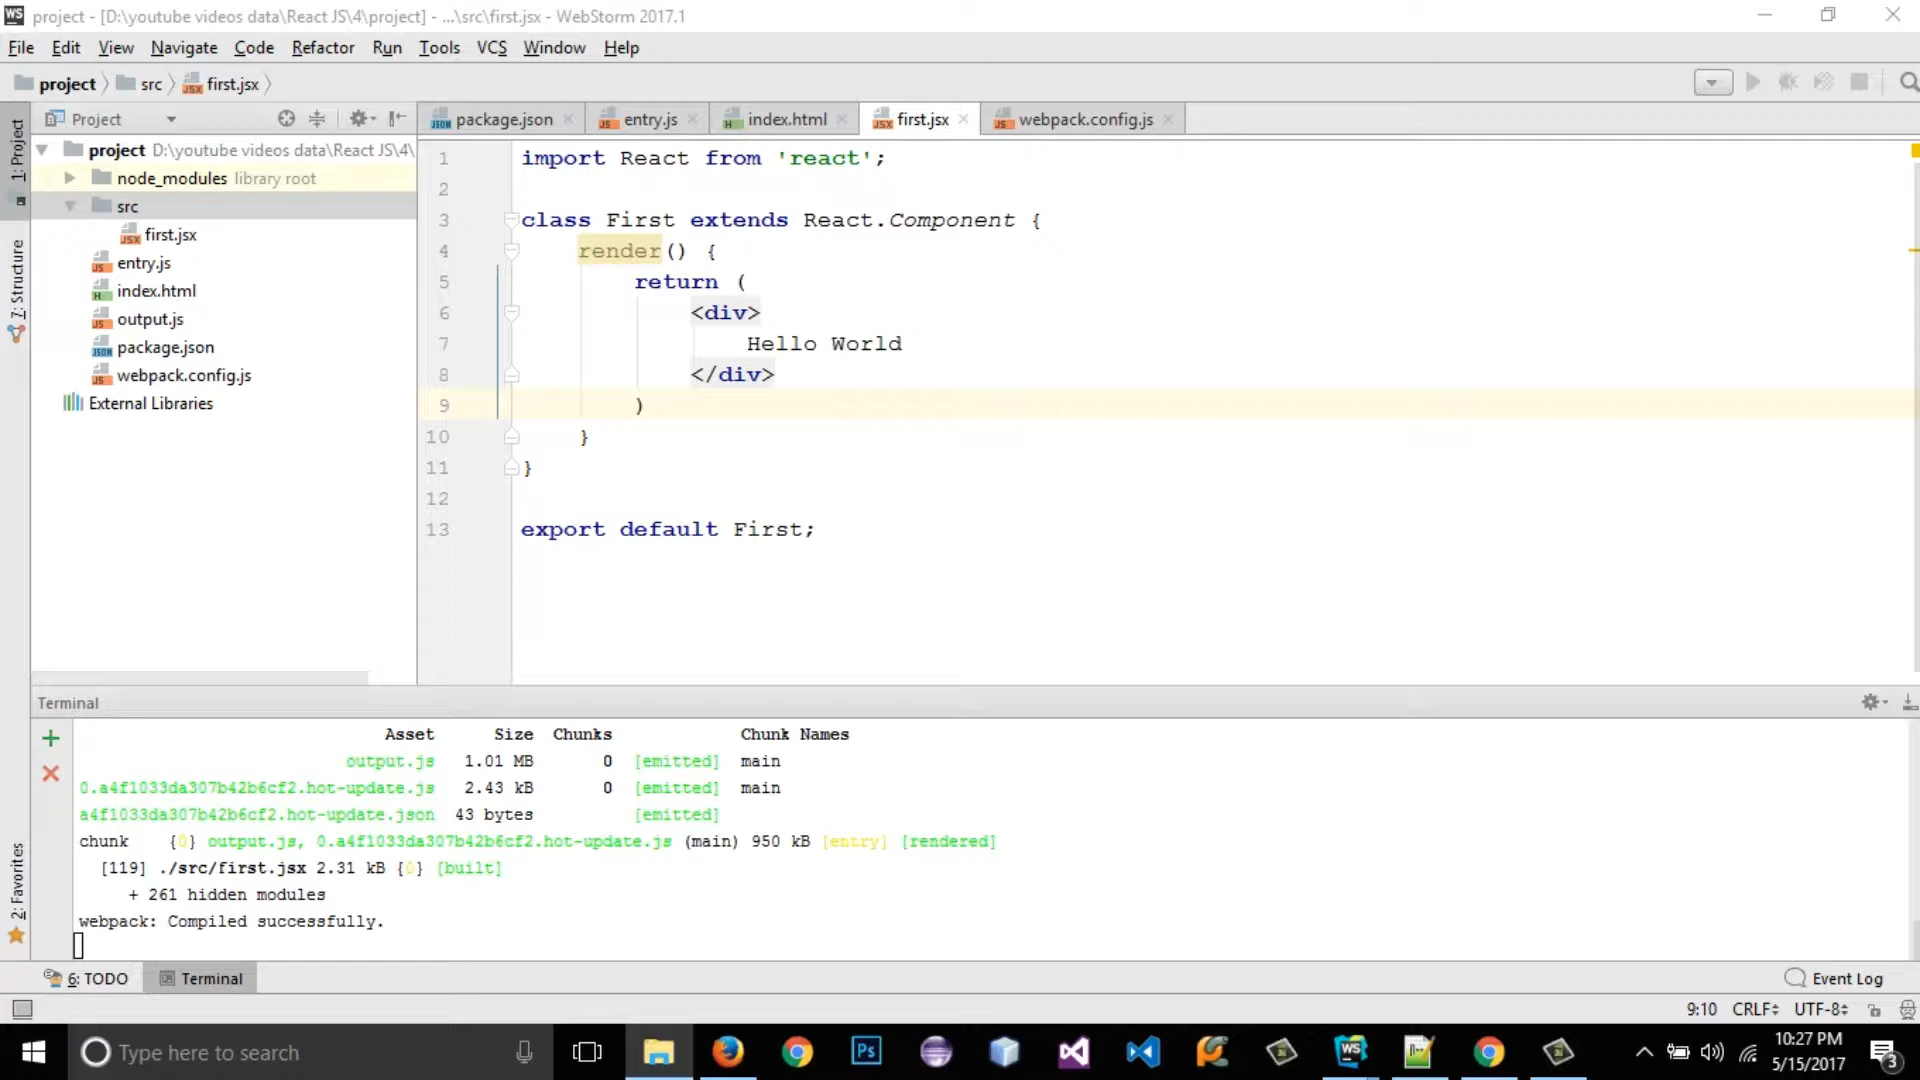 project - [D:\youtube videos data\React JS\4\project] - ...\src\first.jsx - WebStorm 2017.1
File Edit View Navigate Code Refactor Run Tools VCS Window Help
project src first.jsx
Project
package.json entry.js index.html first.jsx webpack.config.js
1: Project
7: Structure
2: Favorites
project D:\youtube videos data\React JS\4\
node_modules library root
src
first.jsx
entry.js
index.html
output.js
package.json
webpack.config.js
External Libraries
1 import React from 'react';
2
3 class First extends React.Component {
4 render() {
5 return (
6 <div>
7 Hello World
8 </div>
9 )
10 }
11 }
12
13 export default First;
Terminal
Asset Size Chunks Chunk Names
output.js 1.01 MB 0 [emitted] main
0.a4f1033da307b42b6cf2.hot-update.js 2.43 kB 0 [emitted] main
a4f1033da307b42b6cf2.hot-update.json 43 bytes [emitted]
chunk {0} output.js, 0.a4f1033da307b42b6cf2.hot-update.js (main) 950 kB [entry] [rendered]
[119] ./src/first.jsx 2.31 kB {0} [built]
+ 261 hidden modules
webpack: Compiled successfully.
6: TODO Terminal Event Log
9:10 CRLF UTF-8
Type here to search
10:27 PM
5/15/2017
3